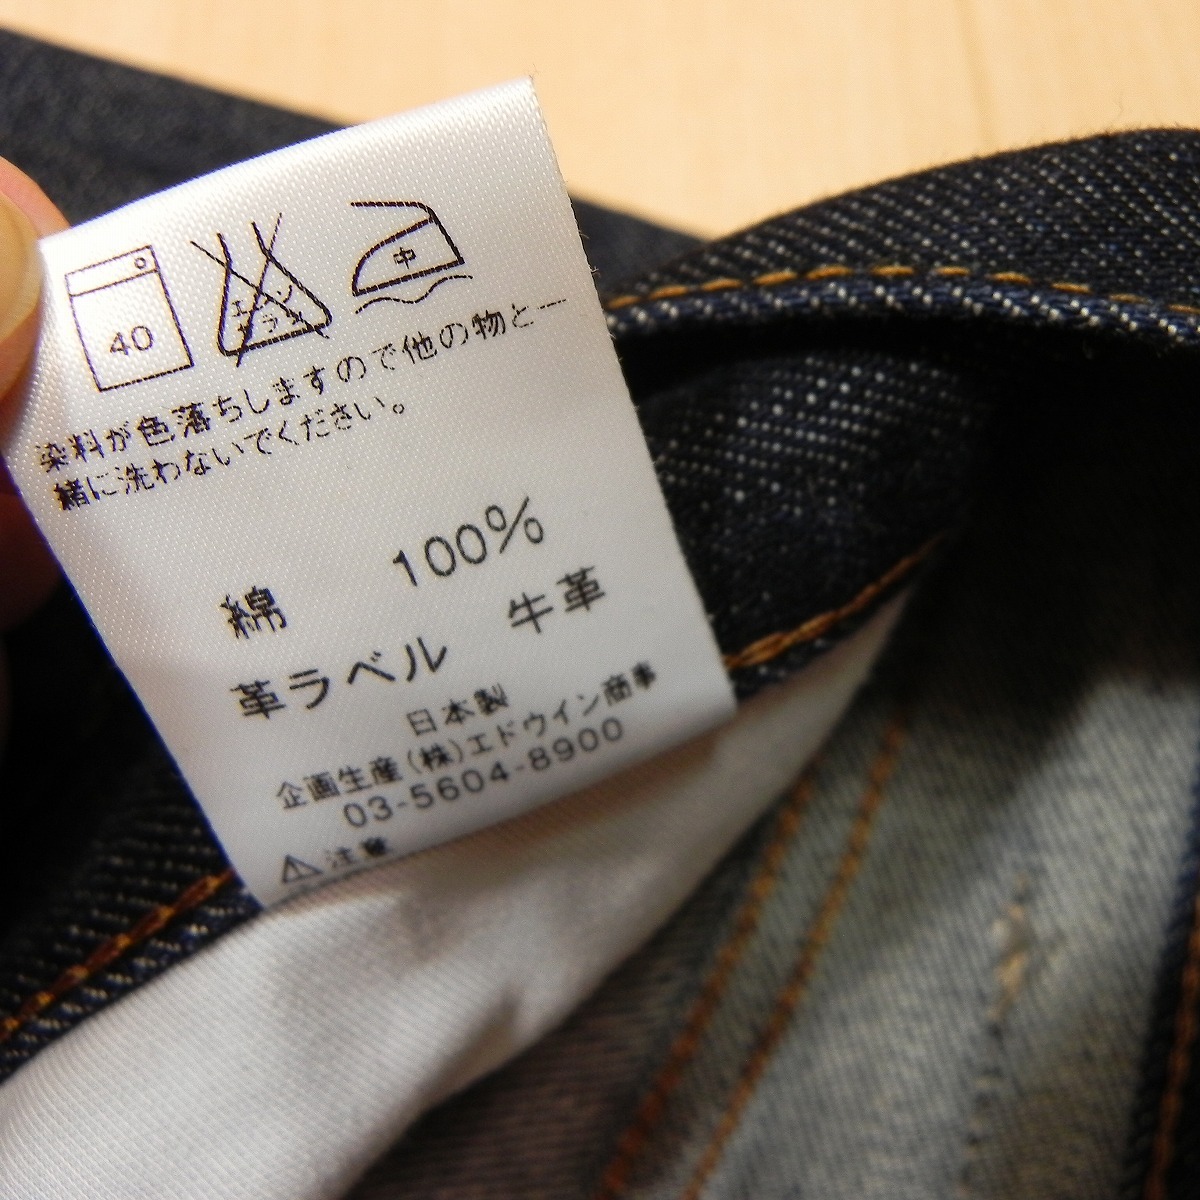 40
エンソ
サラシ
中
染料が色落ちしますので他の物と一
緒に洗わないでください。
綿 100%
革ラベル 牛革
日本製
企画生産(株)エドウイン商事
03-5604-8900
⚠注意